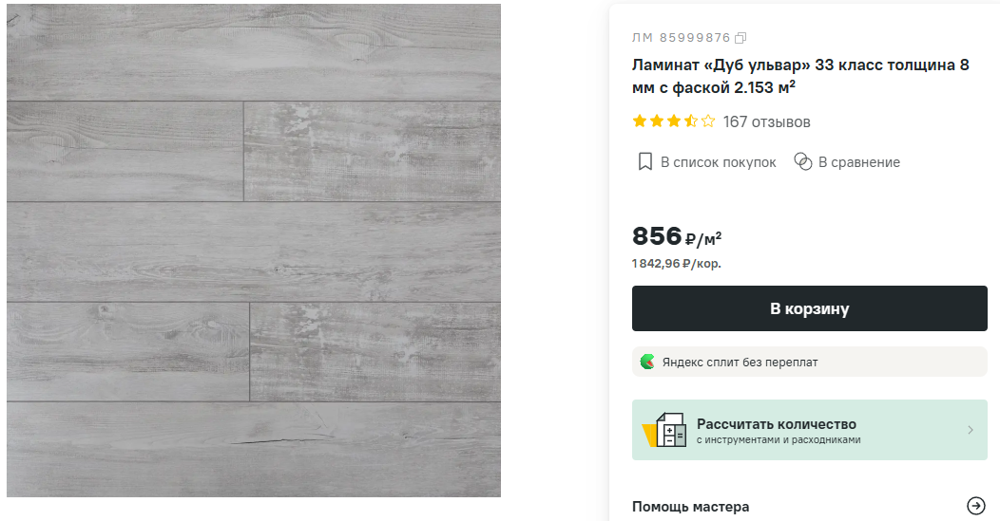 ЛМ 85999876
Ламинат «Дуб ульвар» 33 класс толщина 8
мм с фаской 2.153 м²
167 отзывов
В список покупок
В сравнение
856 ₽/м²
1 842,96 ₽/кор.
В корзину
Яндекс сплит без переплат
Рассчитать количество
с инструментами и расходниками
Помощь мастера